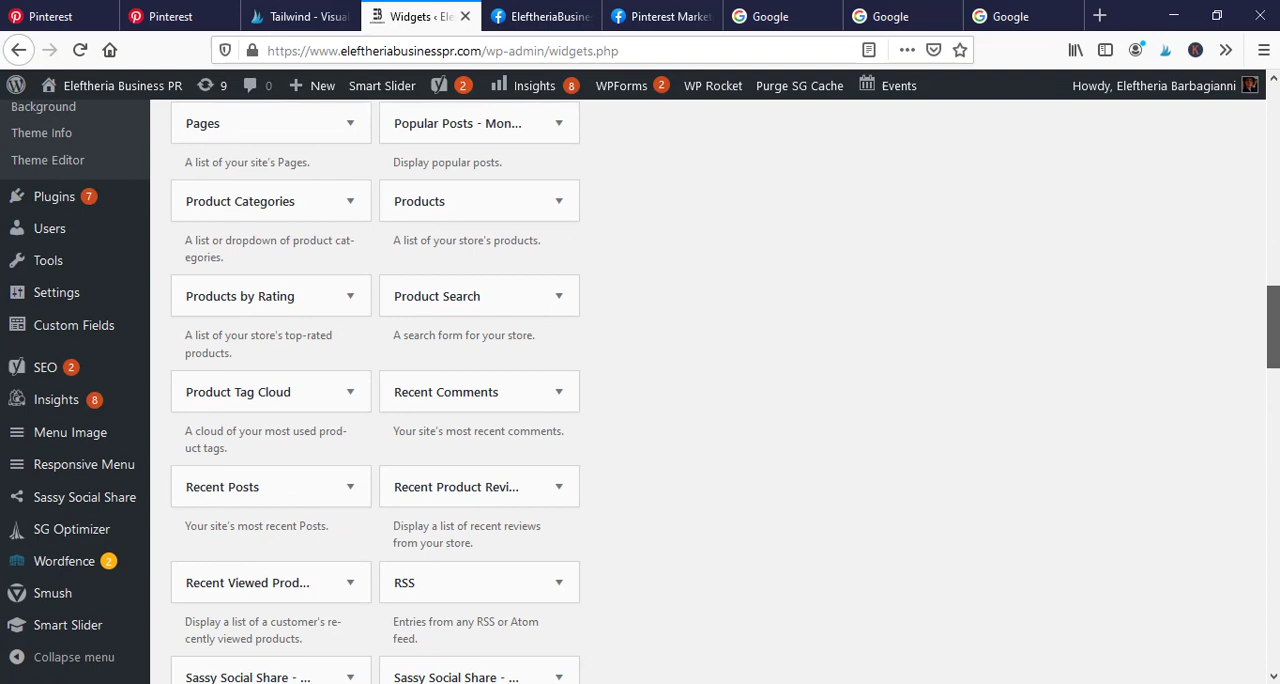 Pinterest
Pinterest
Tailwind - Visual
Widgets ‹ Ele
EleftheriaBusine
Pinterest Market
Google
Google
Google
https://www.eleftheriabusinesspr.com/wp-admin/widgets.php
Eleftheria Business PR
9
0
New
Smart Slider
2
Insights
8
WPForms
2
WP Rocket
Purge SG Cache
Events
Howdy, Eleftheria Barbagianni
Background
Theme Info
Theme Editor
Plugins 7
Users
Tools
Settings
Custom Fields
SEO 2
Insights 8
Menu Image
Responsive Menu
Sassy Social Share
SG Optimizer
Wordfence 2
Smush
Smart Slider
Collapse menu
Pages
A list of your site's Pages.
Popular Posts - Mon...
Display popular posts.
Product Categories
A list or dropdown of product cat-
egories.
Products
A list of your store's products.
Products by Rating
A list of your store's top-rated
products.
Product Search
A search form for your store.
Product Tag Cloud
A cloud of your most used prod-
uct tags.
Recent Comments
Your site's most recent comments.
Recent Posts
Your site's most recent Posts.
Recent Product Revi...
Display a list of recent reviews
from your store.
Recent Viewed Prod...
Display a list of a customer's re-
cently viewed products.
RSS
Entries from any RSS or Atom
feed.
Sassy Social Share - ...
Sassy Social Share - ...